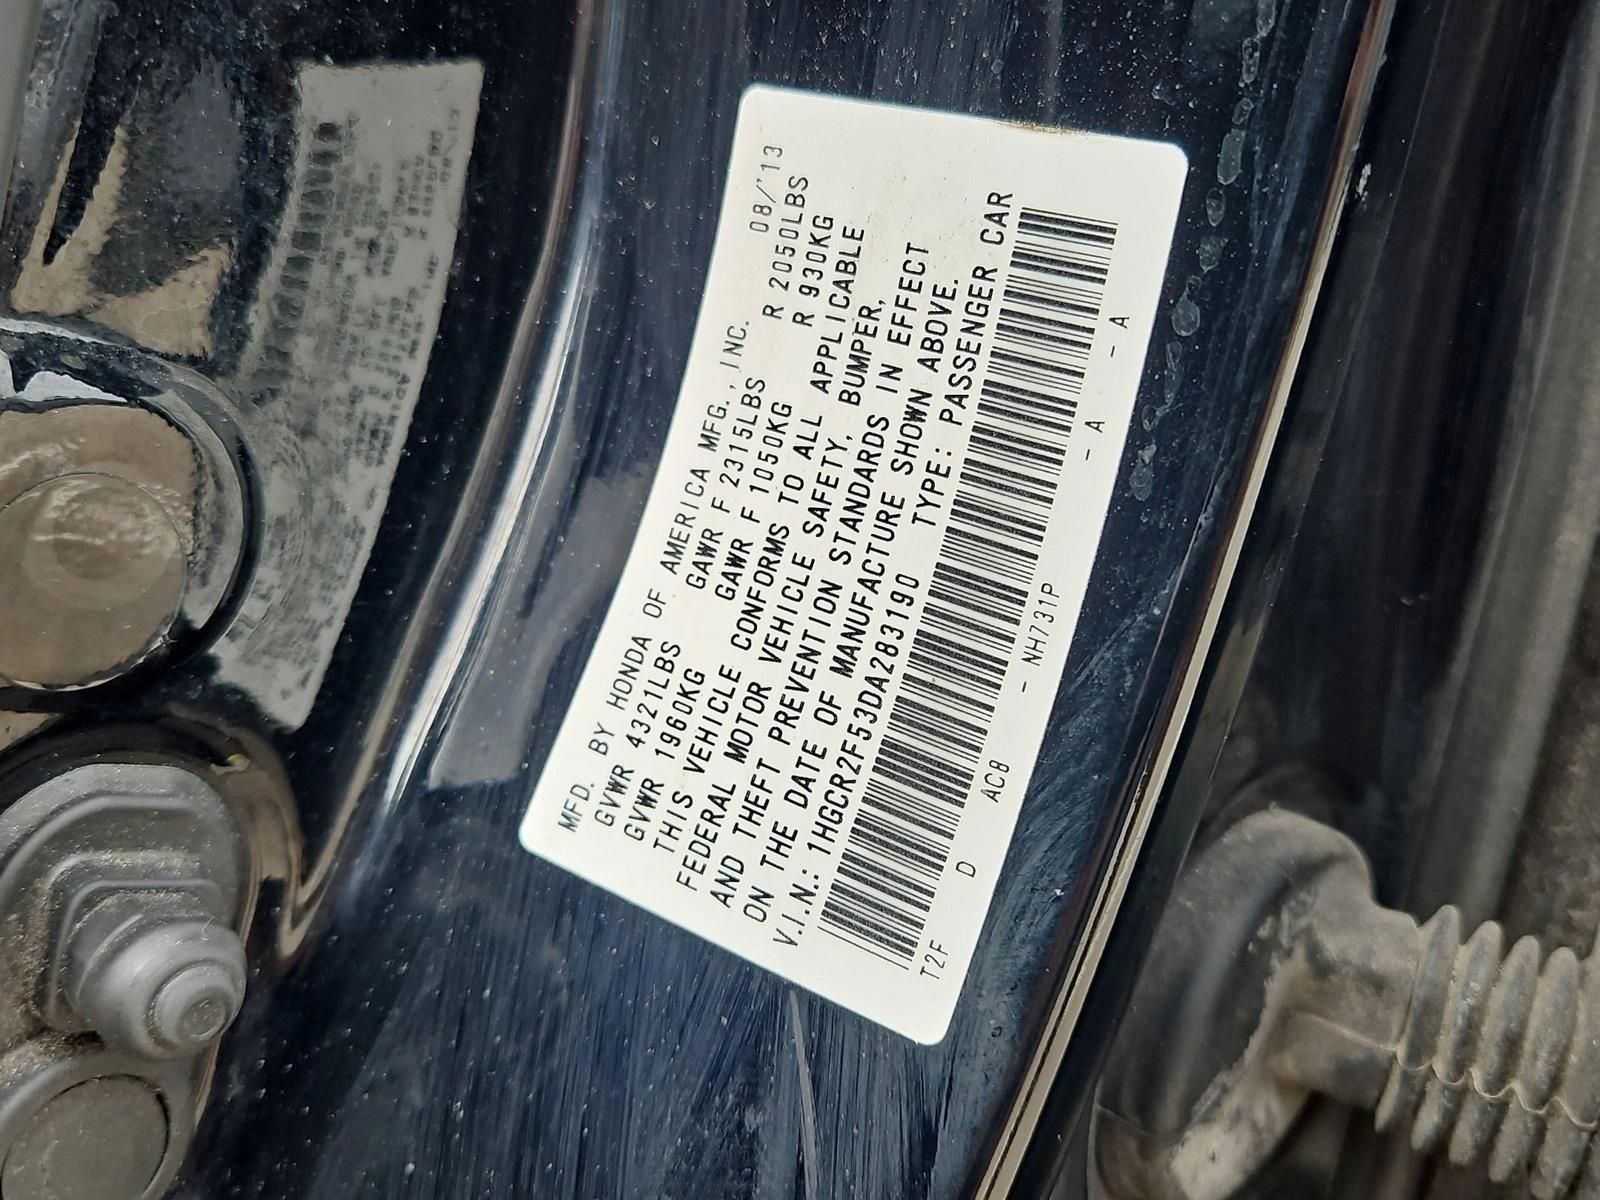 MFD. BY HONDA OF AMERICA MFG., INC. 08/'13
GVWR 4321LBS GAWR F 2315LBS R 2050LBS
GVWR 1960KG GAWR F 1050KG R 930KG
THIS VEHICLE CONFORMS TO ALL APPLICABLE
FEDERAL MOTOR VEHICLE SAFETY, BUMPER,
AND THEFT PREVENTION STANDARDS IN EFFECT
ON THE DATE OF MANUFACTURE SHOWN ABOVE.
V.I.N.: 1HGCR2F53DA283190 TYPE: PASSENGER CAR
T2F D AC8 - NH731P - A - A